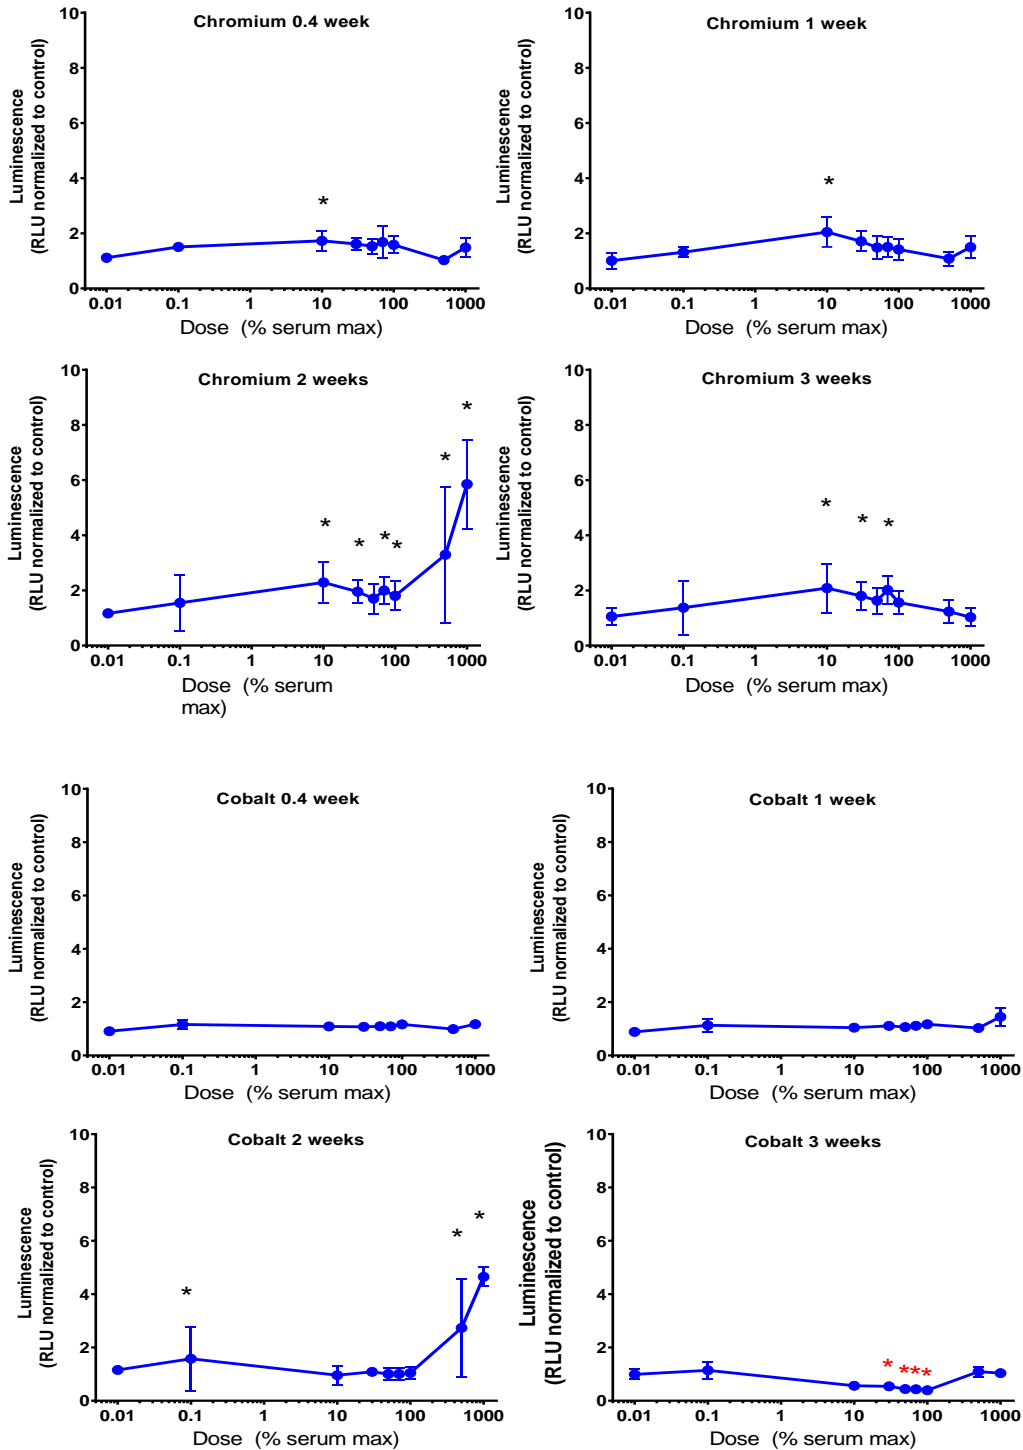 Chromium 0.4 week
Luminescence
(RLU normalized to control)
10
8
6
4
2
0
*
0.01 0.1 1 10 100 1000
Dose (% serum max)
Chromium 1 week
Luminescence
(RLU normalized to control)
10
8
6
4
2
0
*
0.01 0.1 1 10 100 1000
Dose (% serum max)
Chromium 2 weeks
Luminescence
(RLU normalized to control)
10
8
6
4
2
0
* * * * * * *
0.01 0.1 1 10 100 1000
Dose (% serum
max)
Chromium 3 weeks
Luminescence
(RLU normalized to control)
10
8
6
4
2
0
* * *
0.01 0.1 1 10 100 1000
Dose (% serum max)
Cobalt 0.4 week
Luminescence
(RLU normalized to control)
10
8
6
4
2
0
0.01 0.1 1 10 100 1000
Dose (% serum max)
Cobalt 1 week
Luminescence
(RLU normalized to control)
10
8
6
4
2
0
0.01 0.1 1 10 100 1000
Dose (% serum max)
Cobalt 2 weeks
Luminescence
(RLU normalized to control)
10
8
6
4
2
0
* * *
0.01 0.1 1 10 100 1000
Dose (% serum max)
Cobalt 3 weeks
Luminescence
(RLU normalized to control)
10
8
6
4
2
0
* * * *
0.01 0.1 1 10 100 1000
Dose (% serum max)